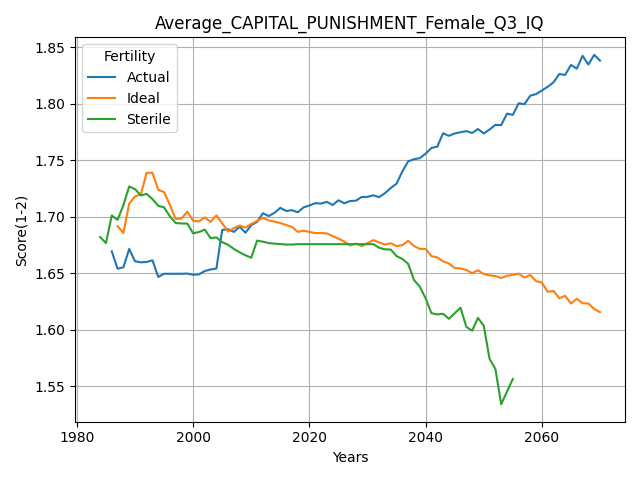 Average_CAPITAL_PUNISHMENT_Female_Q3_IQ
Fertility
Actual
Ideal
Sterile
Score(1-2)
1.85
1.80
1.75
1.70
1.65
1.60
1.55
1980
2000
2020
2040
2060
Years